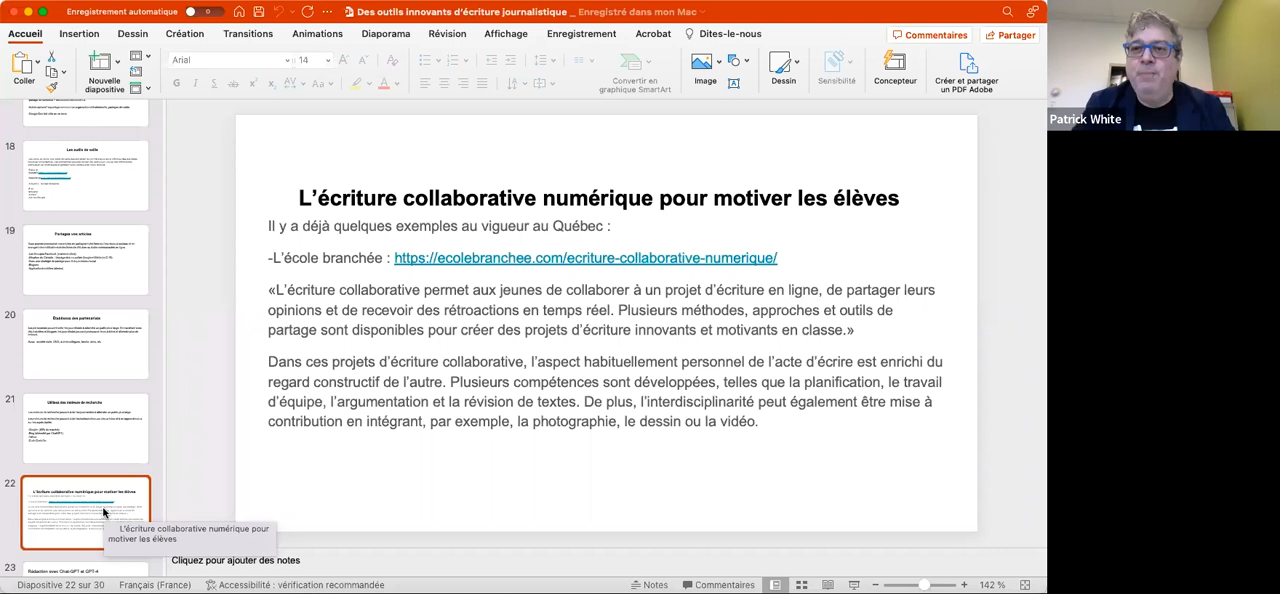 Enregistrement automatique
Des outils innovants d'écriture journalistique _ Enregistré dans mon Mac
Accueil Insertion Dessin Création Transitions Animations Diaporama Révision Affichage Enregistrement Acrobat Dites-le-nous
Commentaires Partager
Coller
Nouvelle diapositive
Arial 14
Convertir en graphique SmartArt
Image
Dessin
Sensibilité
Concepteur
Créer et partager un PDF Adobe
Patrick White
18
Les outils de veille
19
Partagez vos articles
20
Établissez des partenariats
21
Utilisez des moteurs de recherche
22
L'écriture collaborative numérique pour motiver les élèves
23
Rédaction avec Chat-GPT et GPT-4
L'écriture collaborative numérique pour
motiver les élèves
L'écriture collaborative numérique pour motiver les élèves
Il y a déjà quelques exemples au vigueur au Québec :
-L'école branchée : https://ecolebranchee.com/ecriture-collaborative-numerique/
«L'écriture collaborative permet aux jeunes de collaborer à un projet d'écriture en ligne, de partager leurs
opinions et de recevoir des rétroactions en temps réel. Plusieurs méthodes, approches et outils de
partage sont disponibles pour créer des projets d'écriture innovants et motivants en classe.»
Dans ces projets d'écriture collaborative, l'aspect habituellement personnel de l'acte d'écrire est enrichi du
regard constructif de l'autre. Plusieurs compétences sont développées, telles que la planification, le travail
d'équipe, l'argumentation et la révision de textes. De plus, l'interdisciplinarité peut également être mise à
contribution en intégrant, par exemple, la photographie, le dessin ou la vidéo.
Cliquez pour ajouter des notes
Diapositive 22 sur 30 Français (France) Accessibilité : vérification recommandée Notes Commentaires 142 %